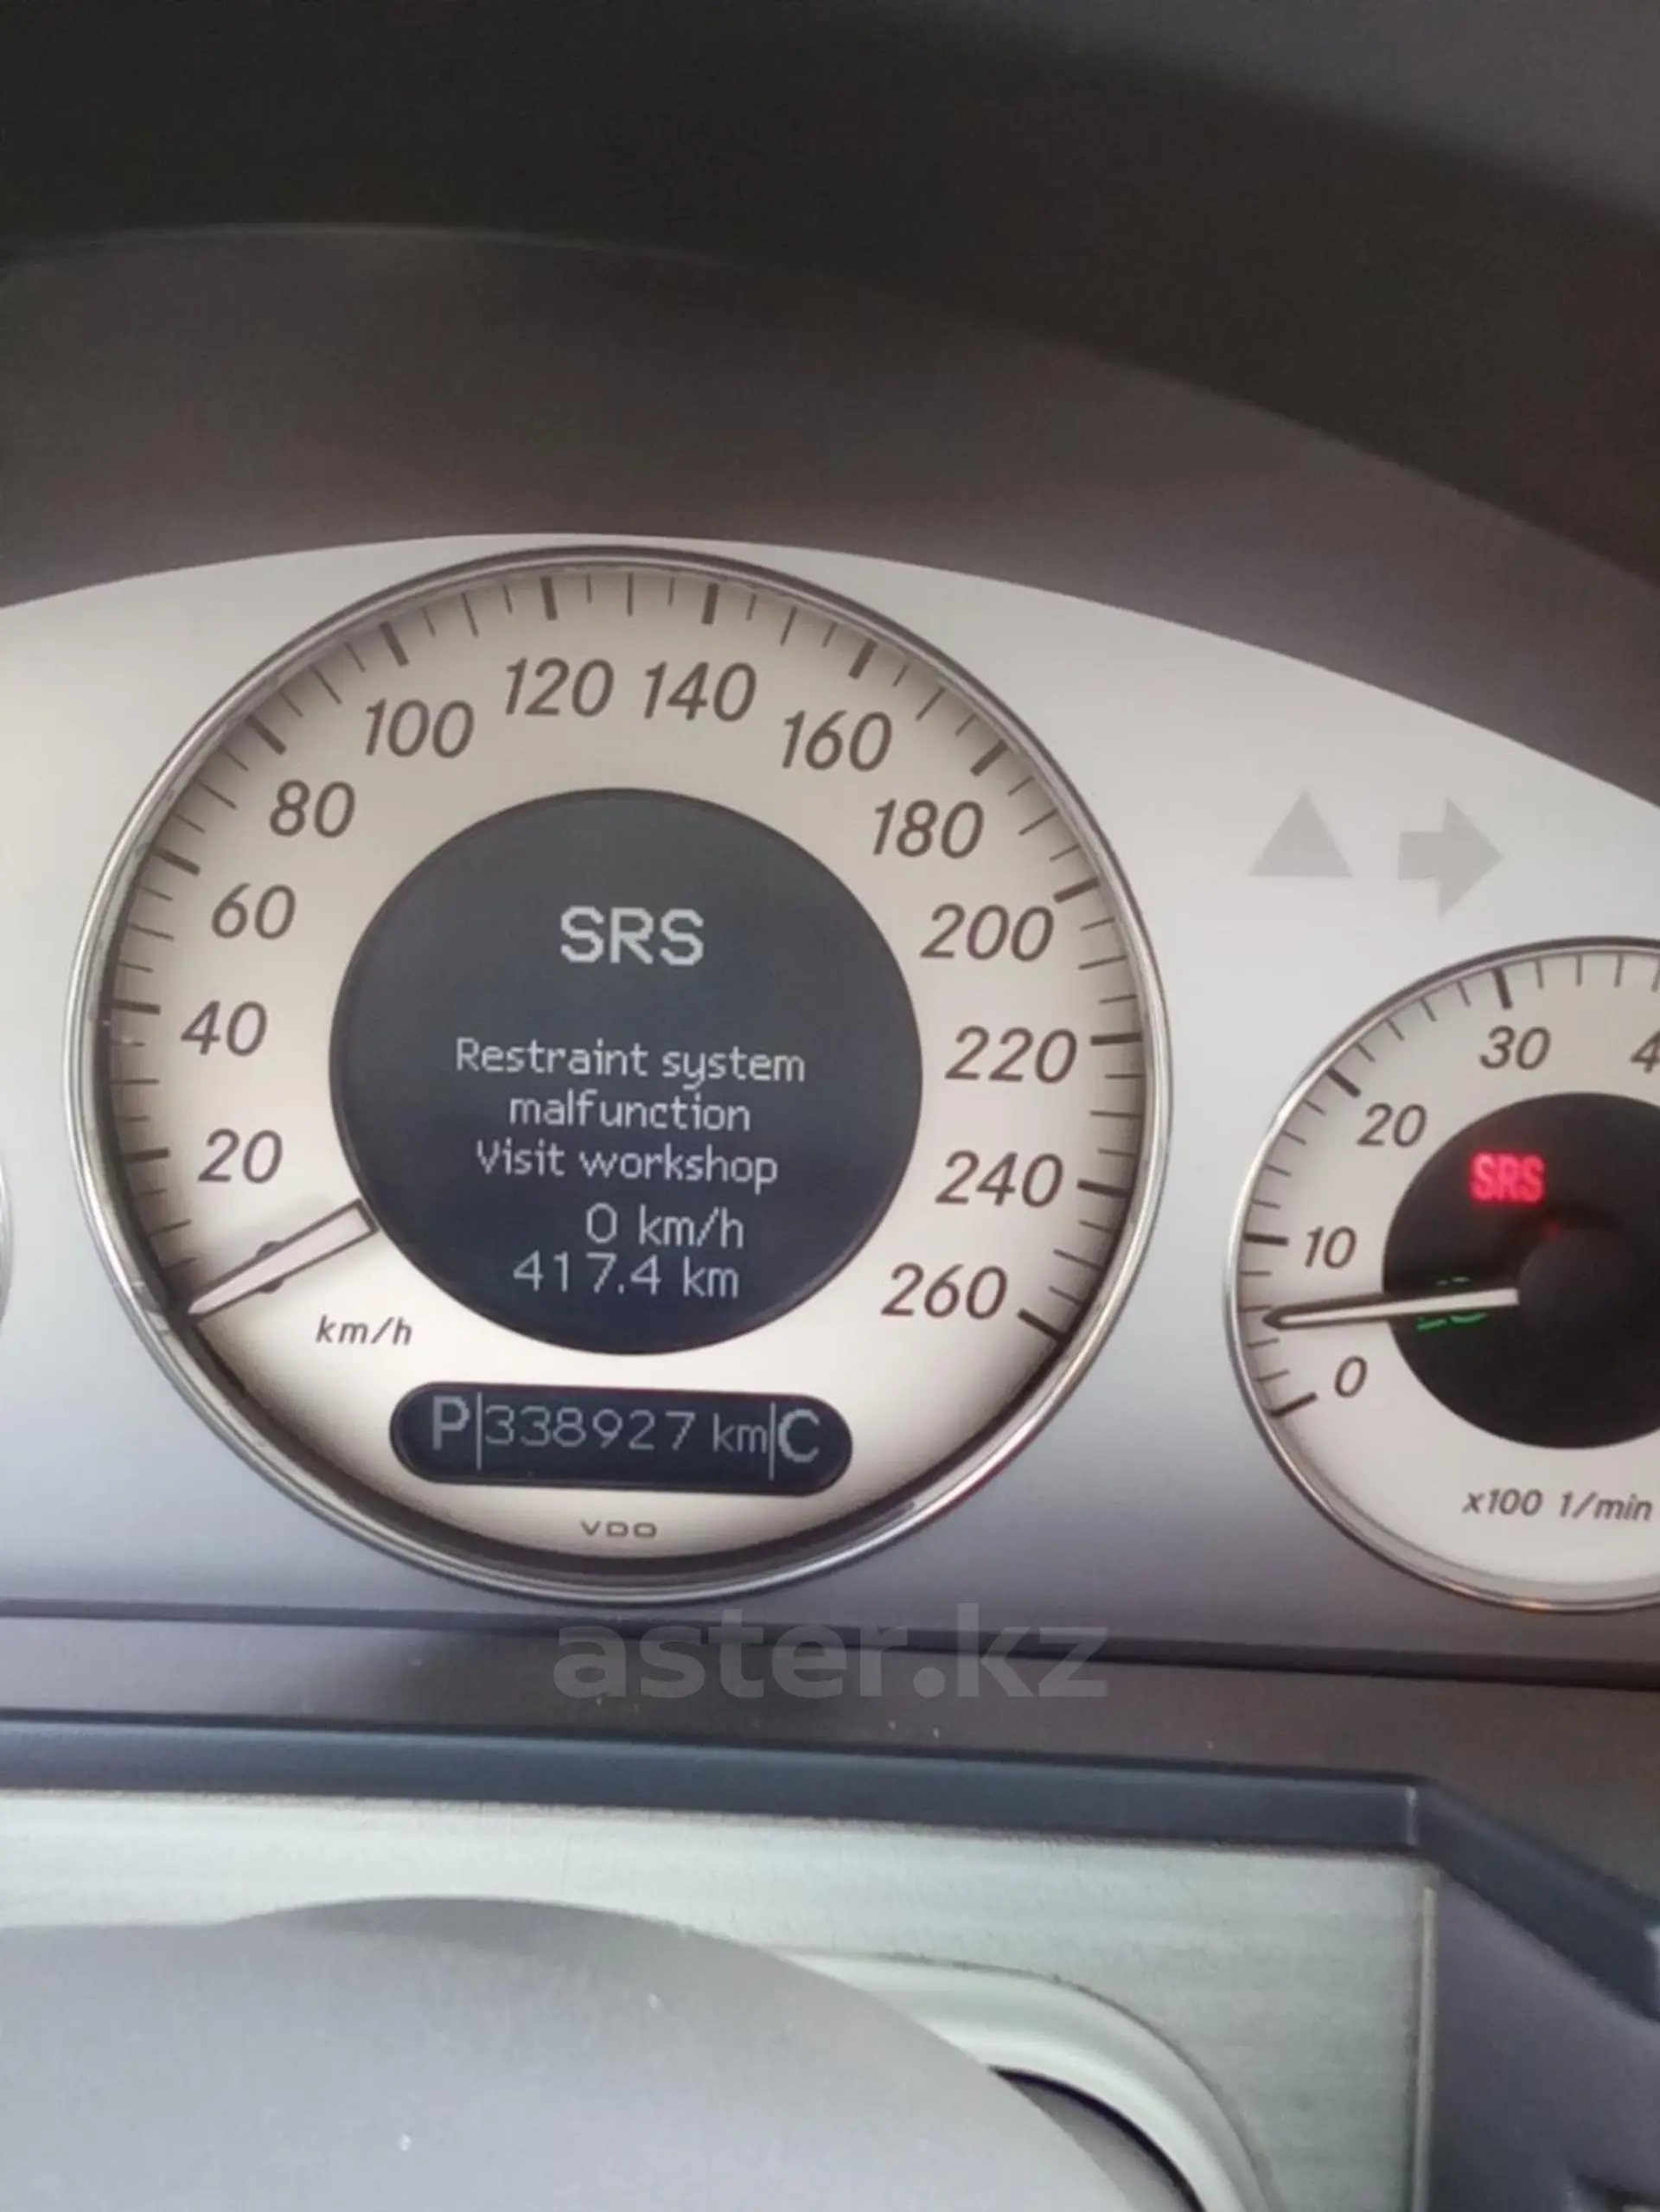 120 140
100 160
80 180
60 200
40 220
20 240
260
km/h
SRS
Restraint system
malfunction
Visit workshop
0 km/h
417.4 km
P 338927 km C
VDO
30 4
20
10
0
SRS
x100 1/min
aster.kz